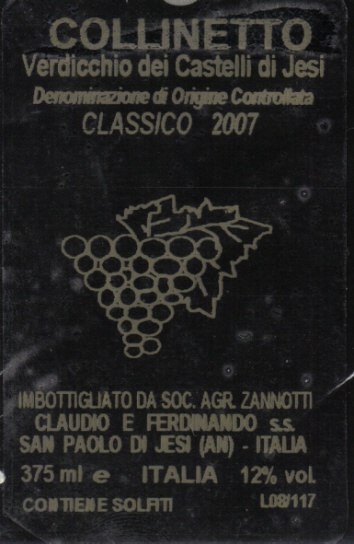 COLLINETTO
Verdicchio dei Castelli di Jesi
Denominazione di Origine Controllata
CLASSICO 2007
IMBOTTIGLIATO DA SOC. AGR. ZANNOTTI
CLAUDIO E FERDINANDO s.s.
SAN PAOLO DI JESI (AN) - ITALIA
375 ml e ITALIA 12% vol.
CONTIENE SOLFITI L08/117